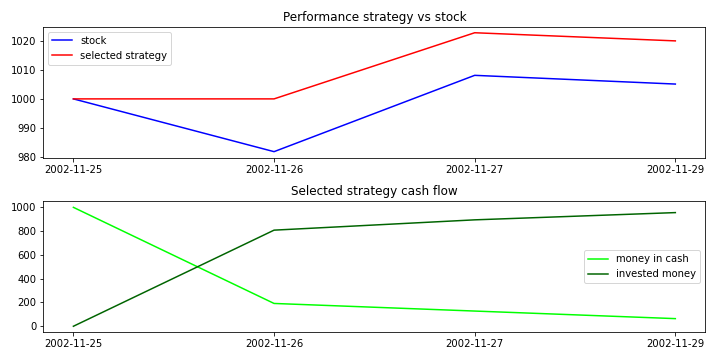 Performance strategy vs stock
stock
selected strategy
1020
1010
1000
990
980
2002-11-25 2002-11-26 2002-11-27 2002-11-29
Selected strategy cash flow
1000
800
600
400
200
0
money in cash
invested money
2002-11-25 2002-11-26 2002-11-27 2002-11-29